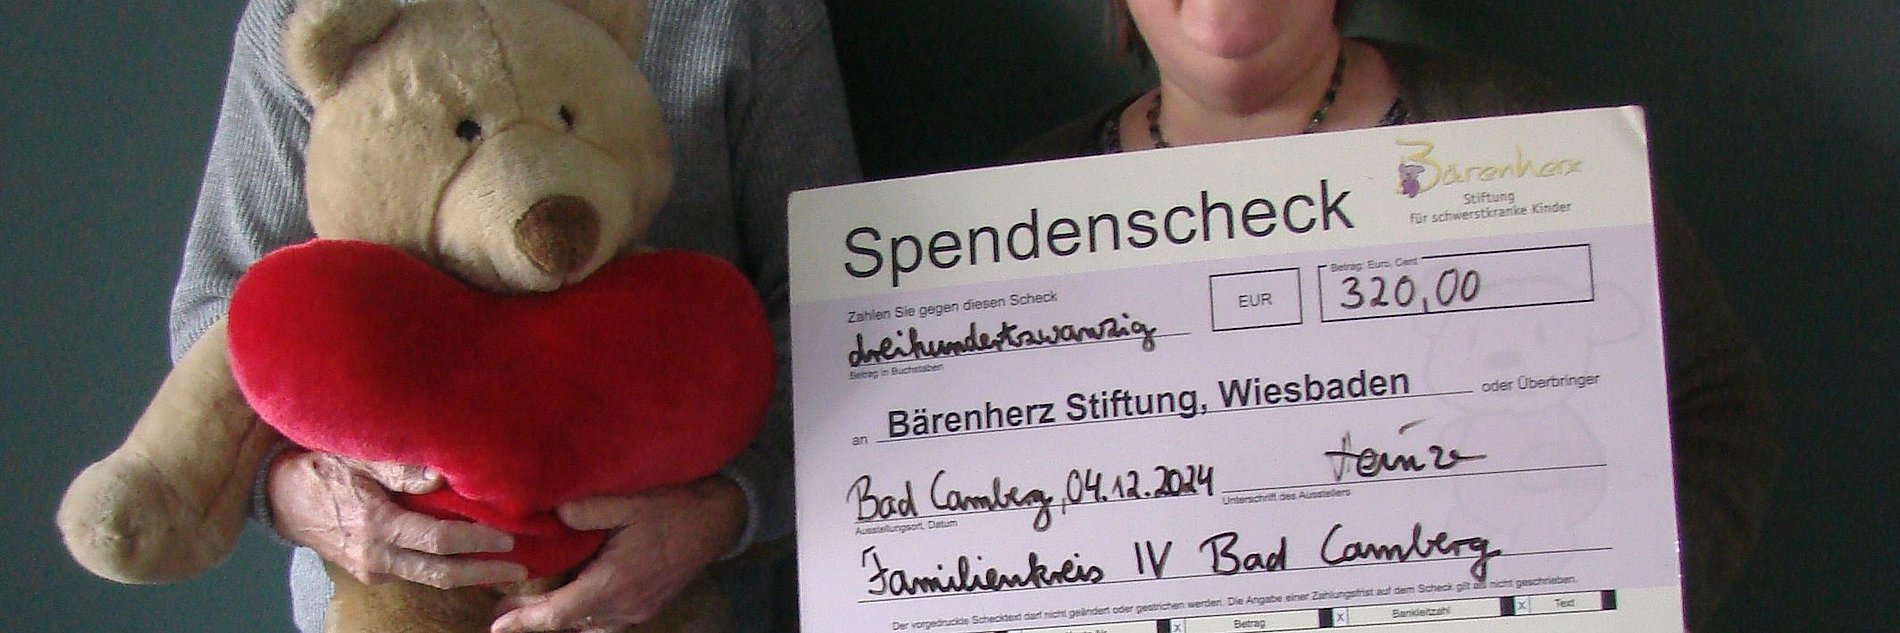 Bärenherz
Stiftung
für schwerstkranke Kinder
Spendenscheck
Zahlen Sie gegen diesen Scheck
dreihundertzwanzig
Betrag in Buchstaben
EUR
Betrag: Euro, Cent
320,00
an Bärenherz Stiftung, Wiesbaden oder Überbringer
Bad Camberg, 04.12.2024
Ausstellungsort, Datum
Unterschrift des Ausstellers
Familienkreis IV Bad Camberg
Der vorgedruckte Schecktext darf nicht geändert oder gestrichen werden. Die Angabe einer Zahlungsfrist auf dem Scheck gilt als nicht geschrieben.
x Betrag x Bankleitzahl x Text